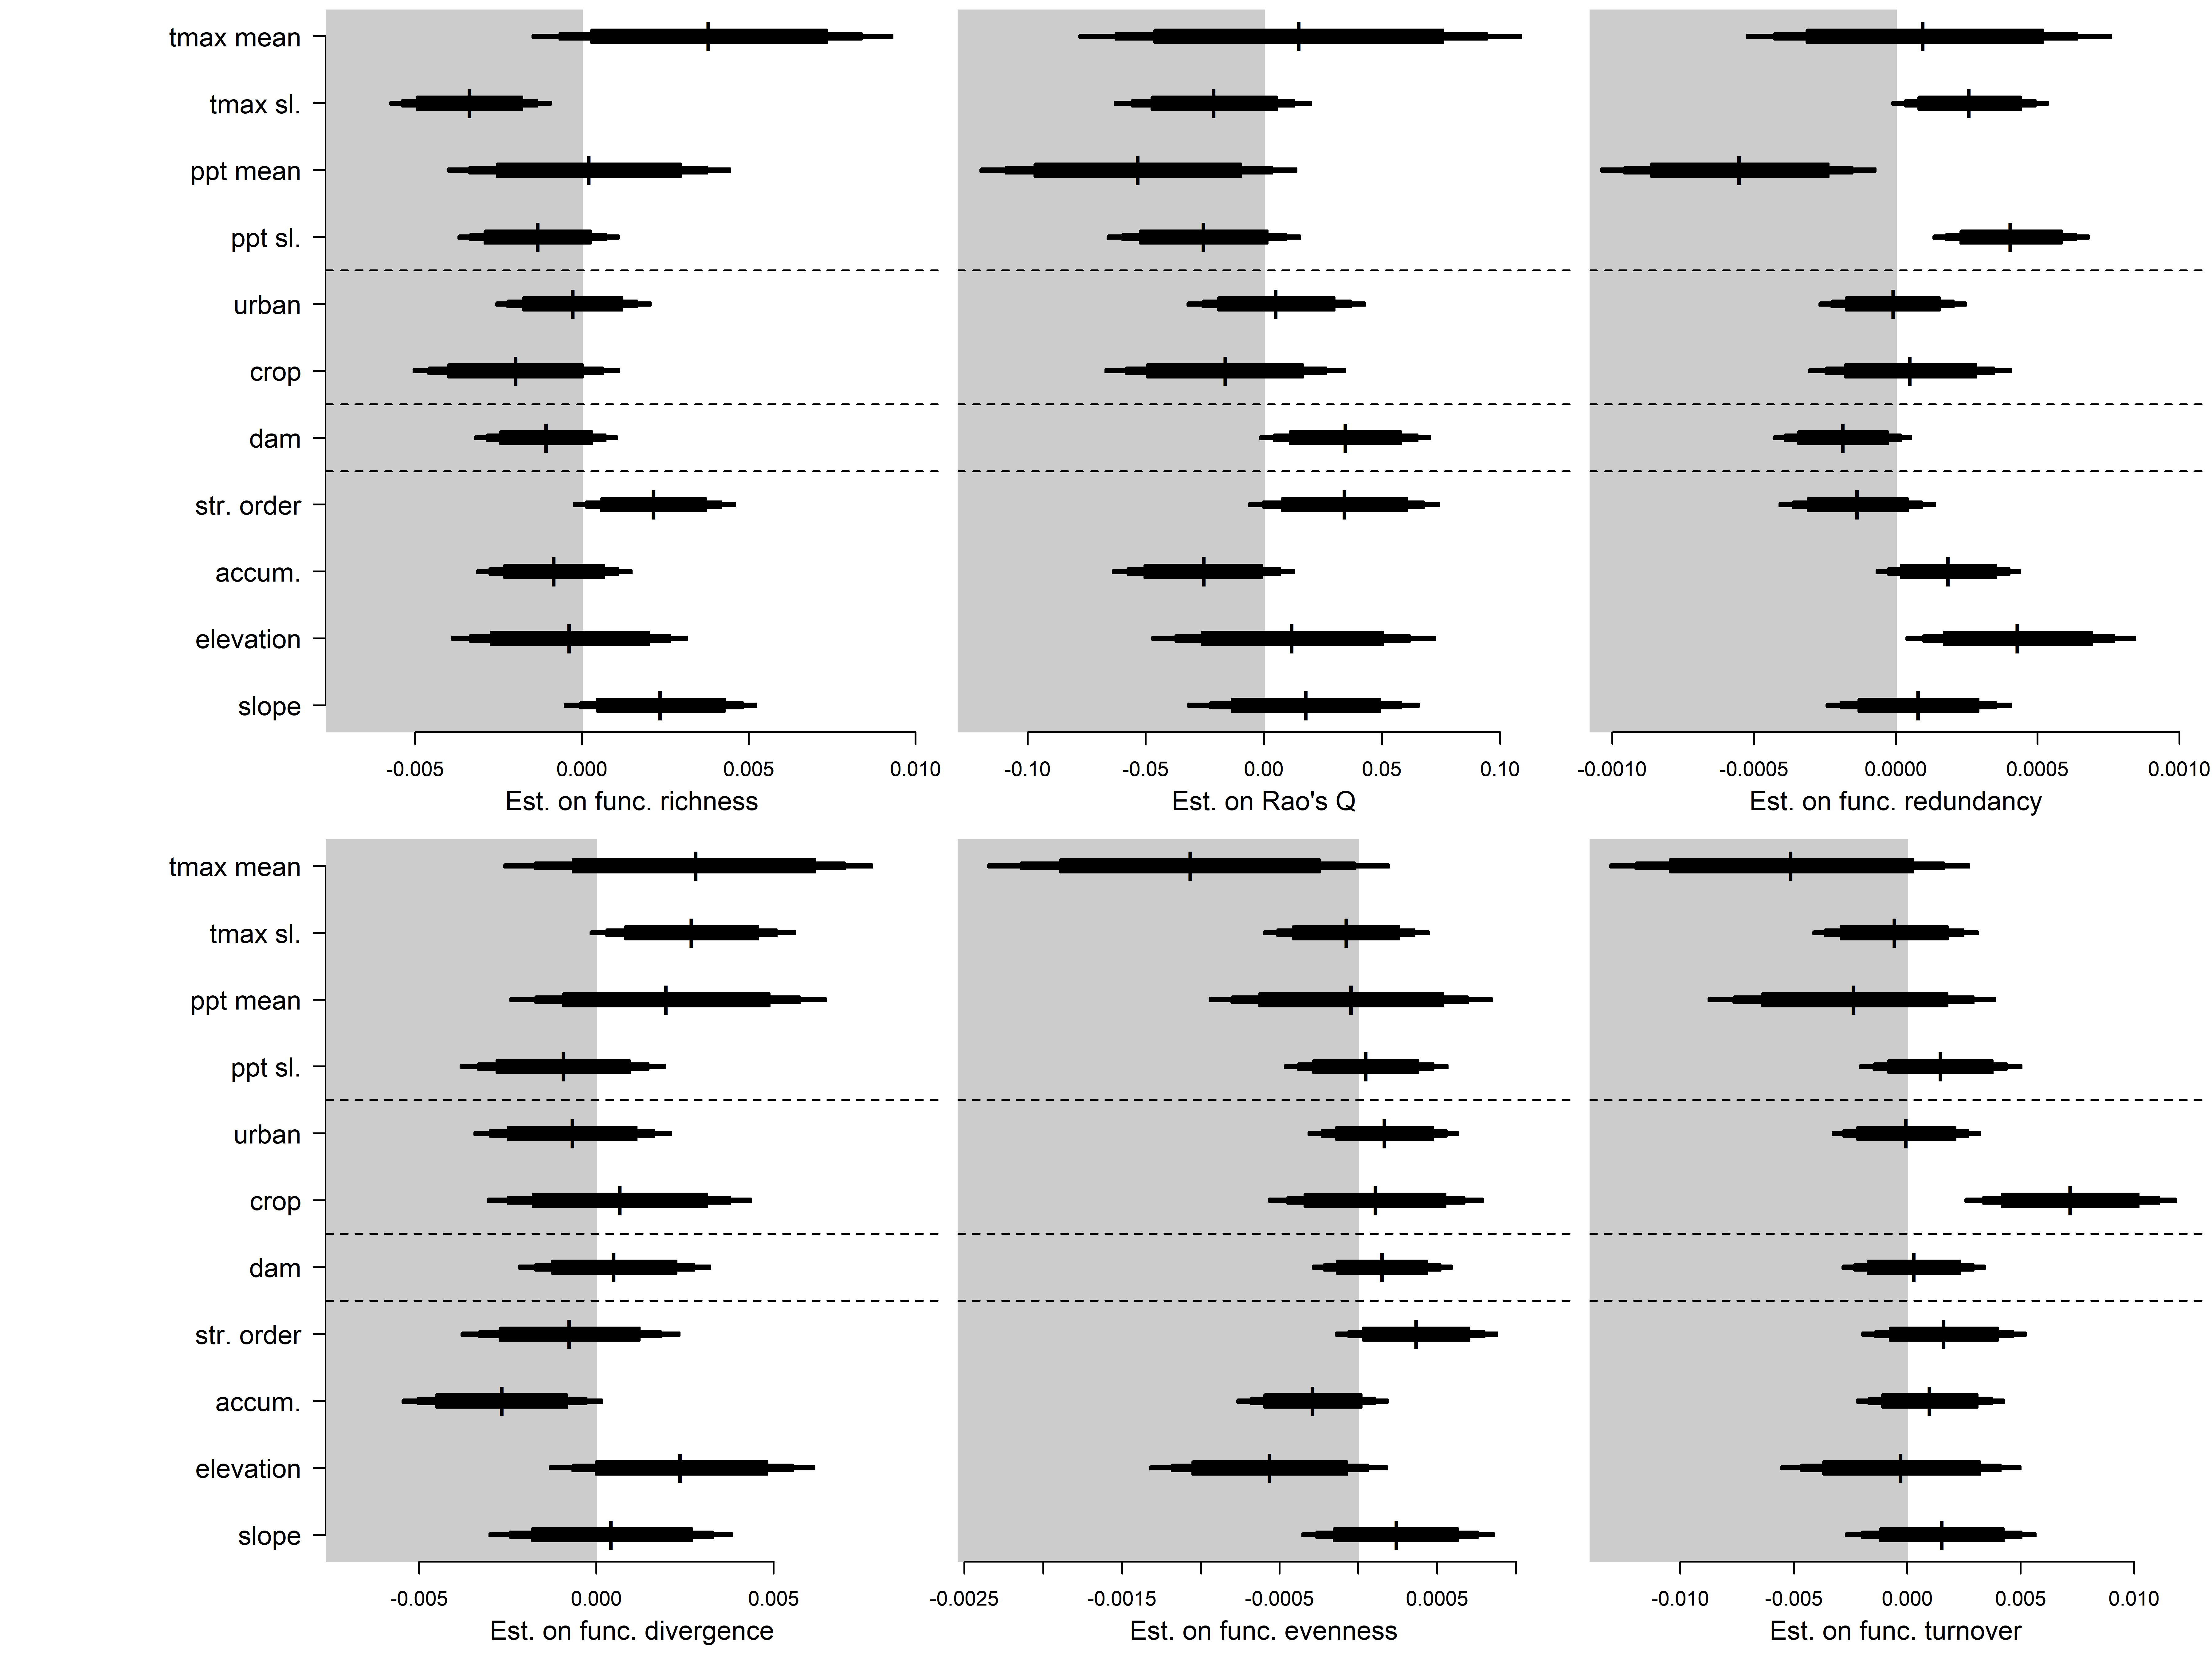 tmax mean
tmax sl.
ppt mean
ppt sl.
urban
crop
dam
str. order
accum.
elevation
slope
-0.005 0.000 0.005 0.010
Est. on func. richness
-0.10 -0.05 0.00 0.05 0.10
Est. on Rao's Q
-0.0010 -0.0005 0.0000 0.0005 0.0010
Est. on func. redundancy
tmax mean
tmax sl.
ppt mean
ppt sl.
urban
crop
dam
str. order
accum.
elevation
slope
-0.005 0.000 0.005
Est. on func. divergence
-0.0025 -0.0015 -0.0005 0.0005
Est. on func. evenness
-0.010 -0.005 0.000 0.005 0.010
Est. on func. turnover